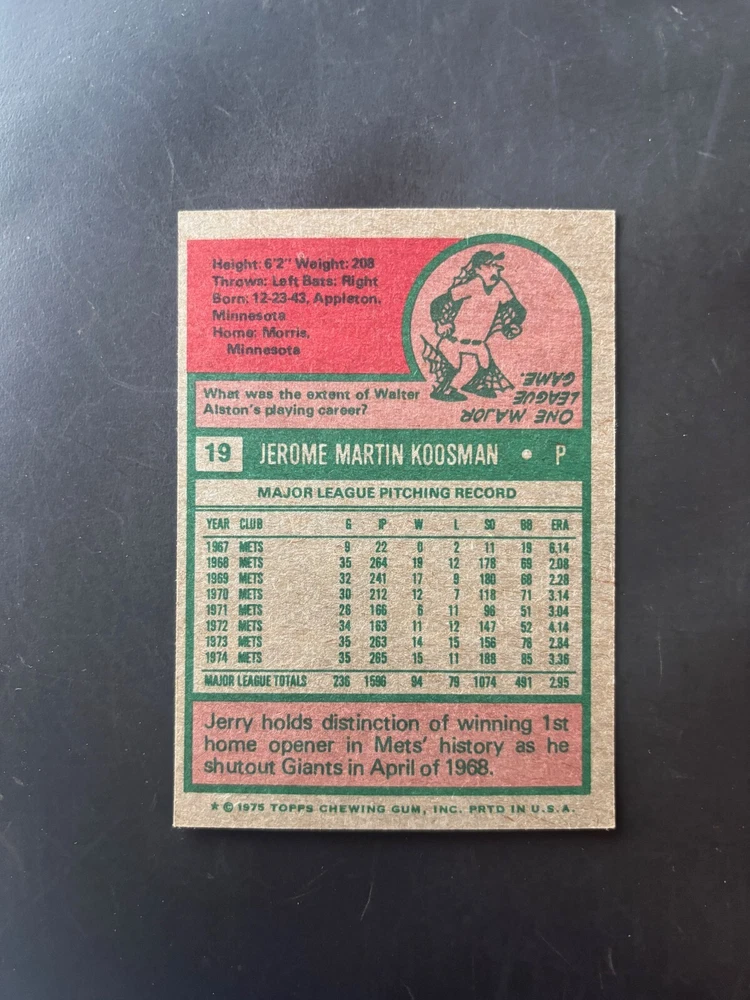 Height: 6'2" Weight: 208
Throws: Left Bats: Right
Born: 12-23-43, Appleton,
Minnesota
Home: Morris,
Minnesota
What was the extent of Walter
Alston's playing career?
ONE MAJOR
LEAGUE
GAME.
19 JEROME MARTIN KOOSMAN • P
MAJOR LEAGUE PITCHING RECORD
YEAR CLUB G IP W L SO BB ERA
1967 METS 9 22 0 2 11 19 6.14
1968 METS 35 264 19 12 178 69 2.08
1969 METS 32 241 17 9 180 68 2.28
1970 METS 30 212 12 7 118 71 3.14
1971 METS 26 166 6 11 96 51 3.04
1972 METS 34 163 11 12 147 52 4.14
1973 METS 35 263 14 15 156 76 2.84
1974 METS 35 265 15 11 188 85 3.36
MAJOR LEAGUE TOTALS 236 1596 94 79 1074 491 2.95
Jerry holds distinction of winning 1st
home opener in Mets' history as he
shutout Giants in April of 1968.
★ © 1975 TOPPS CHEWING GUM, INC. PRTD IN U.S.A.